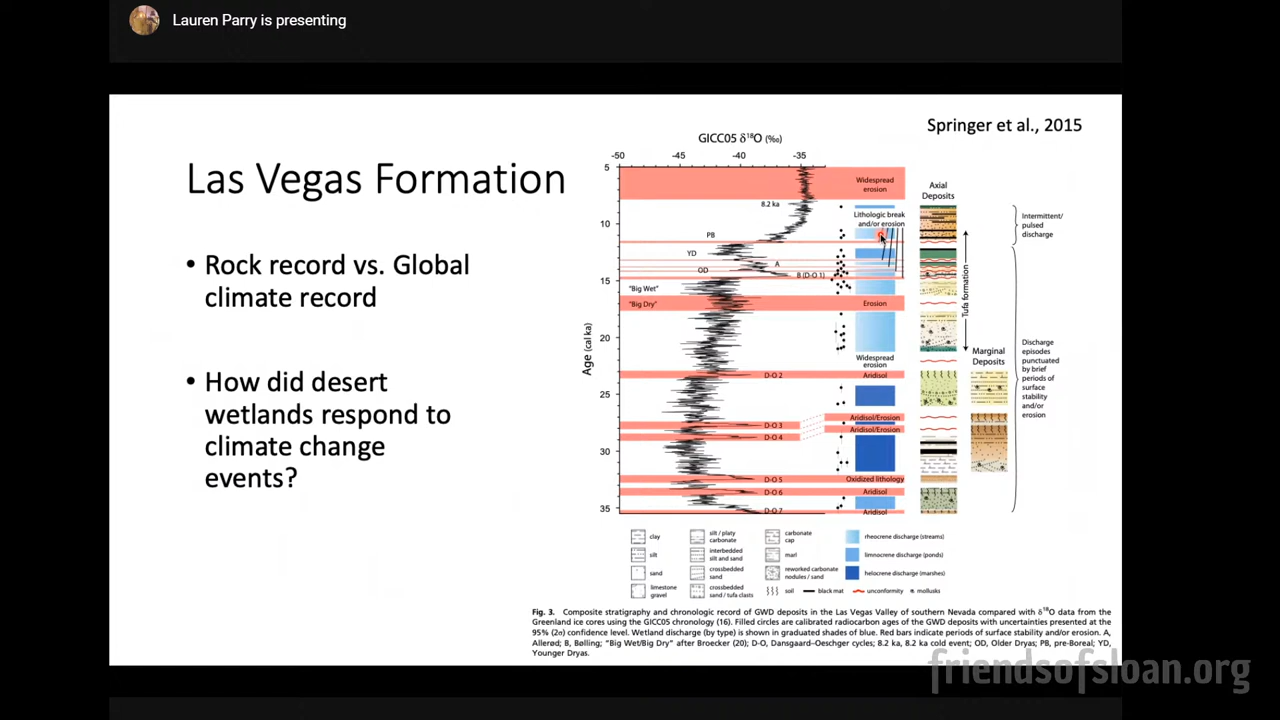 Lauren Parry is presenting
Springer et al., 2015
Las Vegas Formation
• Rock record vs. Global
climate record
• How did desert
wetlands respond to
climate change
events?
GICC05 δ18O (‰)
-50 -45 -40 -35
Age (cal ka)
5
10
15
20
25
30
35
8.2 ka
PB
YD
A
OD
B (D-O 1)
"Big Wet"
"Big Dry"
D-O 2
D-O 3
D-O 4
D-O 5
D-O 6
D-O 7
Widespread
erosion
Lithologic break
and/or erosion
Erosion
Widespread
erosion
Aridisol
Aridisol/Erosion
Aridisol/Erosion
Oxidized lithology
Aridisol
Aridisol
Axial
Deposits
Marginal
Deposits
Tufa formation
Intermittent/
pulsed
discharge
Discharge
episodes
punctuated
by brief
periods of
surface
stability
and/or
erosion
clay
silt
sand
limestone
gravel
silt / platy
carbonate
interbedded
silt and sand
crossbedded
sand
crossbedded
sand / tufa clasts
carbonate
cap
marl
reworked carbonate
nodules / sand
rheocrene discharge (streams)
limnocrene discharge (ponds)
helocrene discharge (marshes)
soil black mat unconformity mollusks
Fig. 3. Composite stratigraphy and chronologic record of GWD deposits in the Las Vegas Valley of southern Nevada compared with δ18O data from the
Greenland ice cores using the GICC05 chronology (16). Filled circles are calibrated radiocarbon ages of the GWD deposits with uncertainties presented at the
95% (2σ) confidence level. Wetland discharge (by type) is shown in graduated shades of blue. Red bars indicate periods of surface stability and/or erosion. A,
Allerød; B, Bølling; "Big Wet/Big Dry" after Broecker (20); D-O, Dansgaard–Oeschger cycles; 8.2 ka, 8.2 ka cold event; OD, Older Dryas; PB, pre-Boreal; YD,
Younger Dryas.
friendsofsloan.org